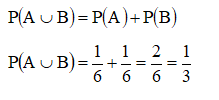 P(A ∪ B) = P(A) + P(B)
P(A ∪ B) = 1/6 + 1/6 = 2/6 = 1/3